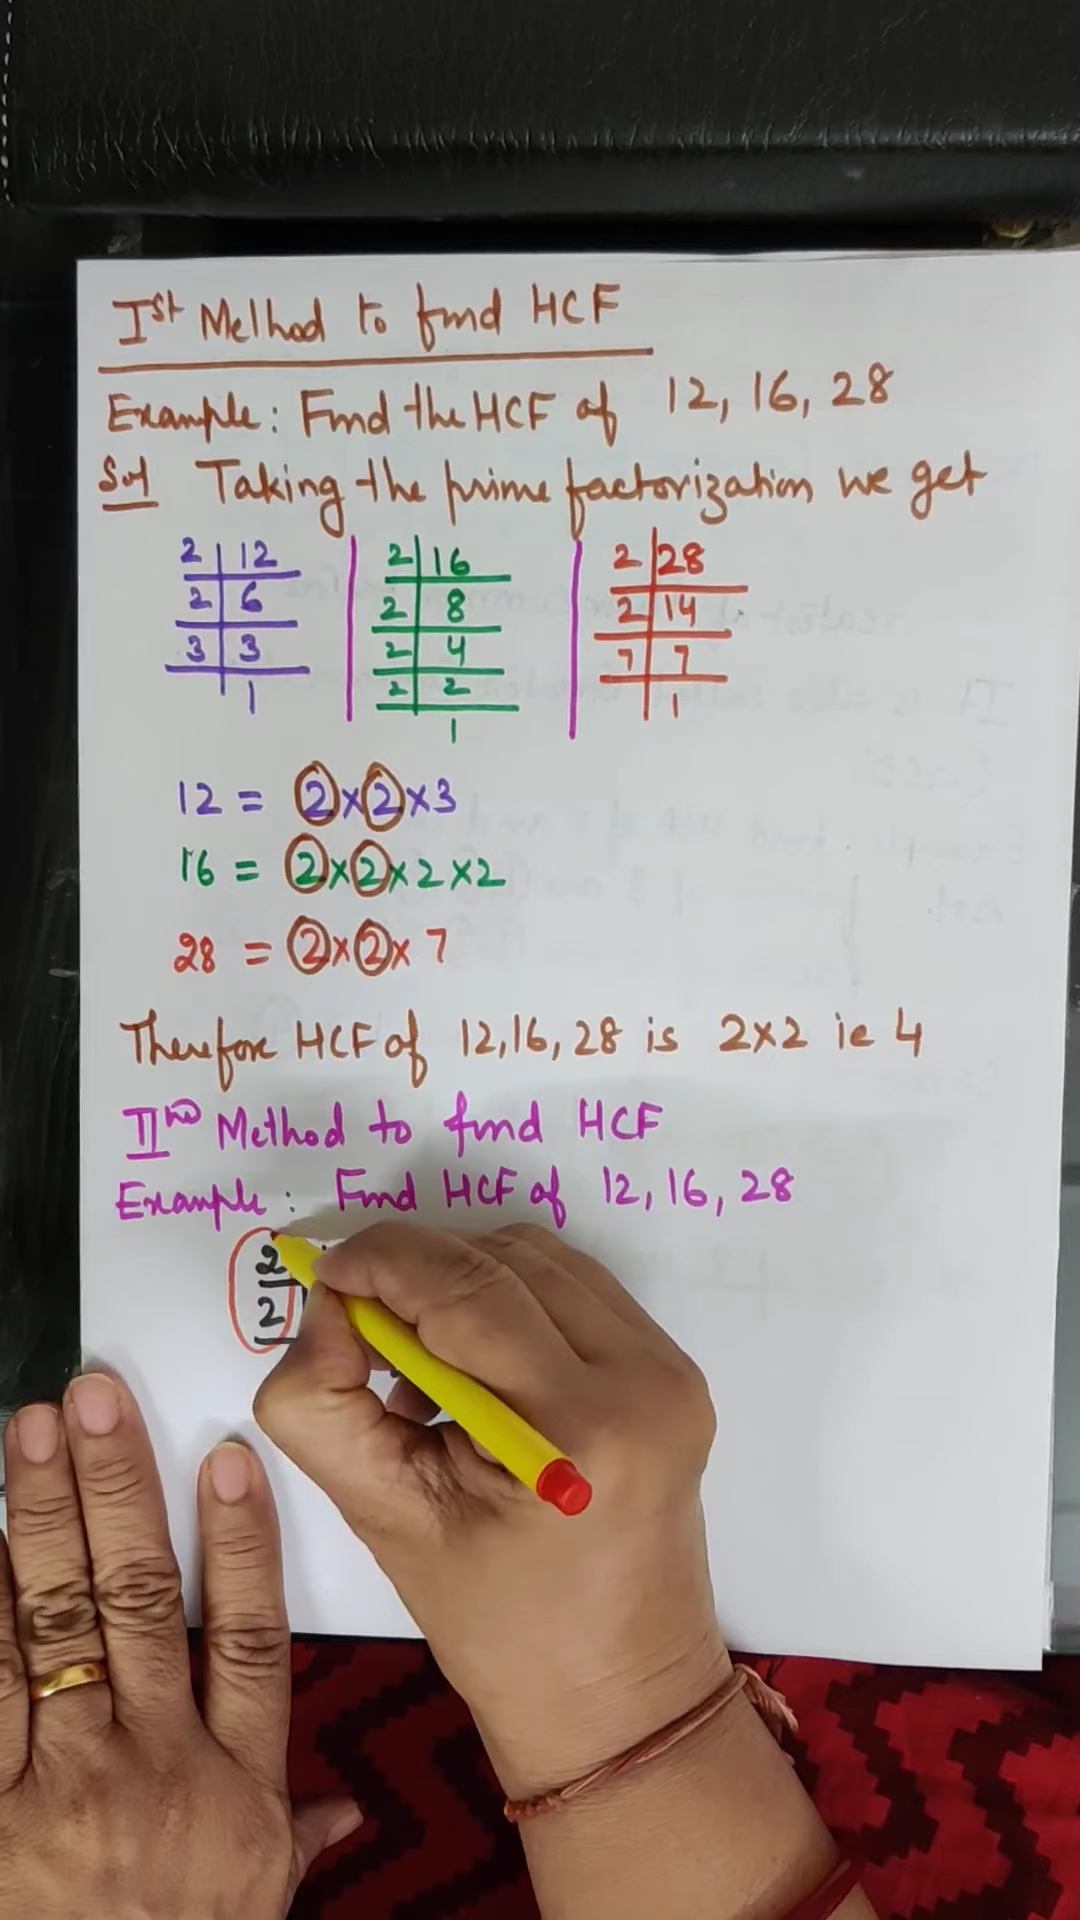 Ist Method to find HCF
Example: Find the HCF of 12, 16, 28
Sol Taking the prime factorization we get
2 | 12 2 | 16 2 | 28
2 | 6 2 | 8 2 | 14
3 | 3 2 | 4 7 | 7
1 2 | 2 1
1
12 = 2 × 2 × 3
16 = 2 × 2 × 2 × 2
28 = 2 × 2 × 7
Therefore HCF of 12, 16, 28 is 2×2 ie 4
IInd Method to find HCF
Example: Find HCF of 12, 16, 28
2
2